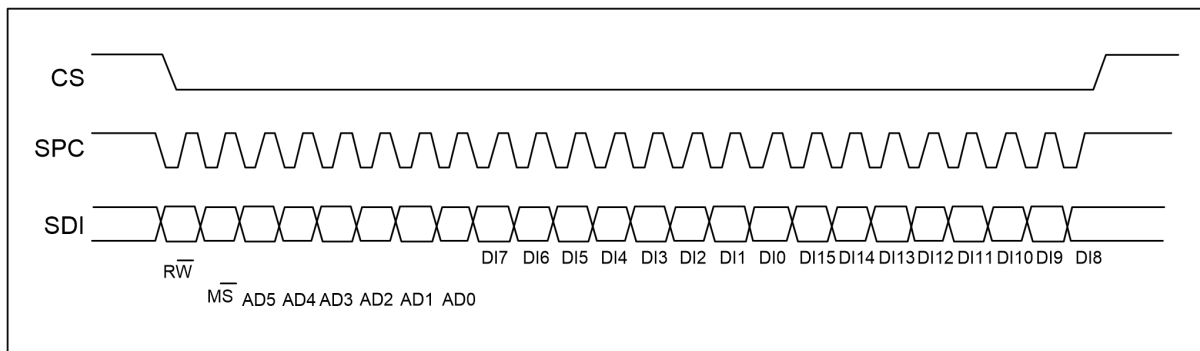 CS
SPC
SDI
DI7 DI6 DI5 DI4 DI3 DI2 DI1 DI0 DI15 DI14 DI13 DI12 DI11 DI10 DI9 DI8
RW̅
MS̅ AD5 AD4 AD3 AD2 AD1 AD0